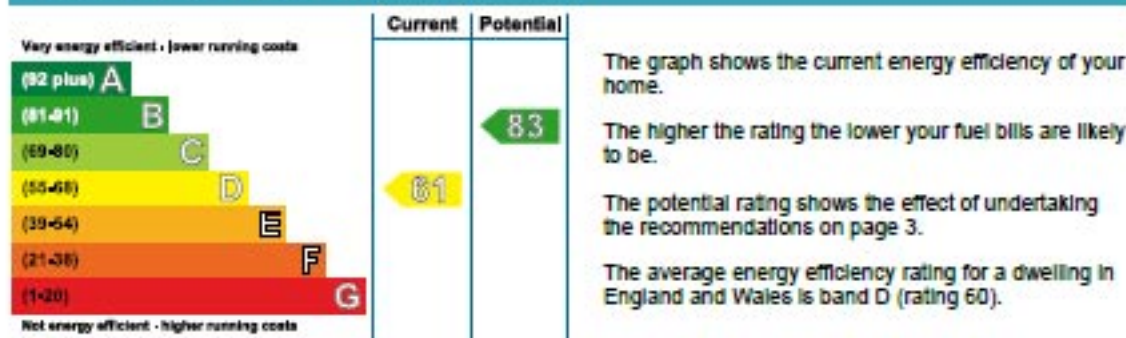 Current Potential
Very energy efficient - lower running costs
(92 plus) A
(81-91) B
83
(69-80) C
(55-68) D
61
(39-54) E
(21-38) F
(1-20) G
Not energy efficient - higher running costs
The graph shows the current energy efficiency of your
home.
The higher the rating the lower your fuel bills are likely
to be.
The potential rating shows the effect of undertaking
the recommendations on page 3.
The average energy efficiency rating for a dwelling in
England and Wales is band D (rating 60).